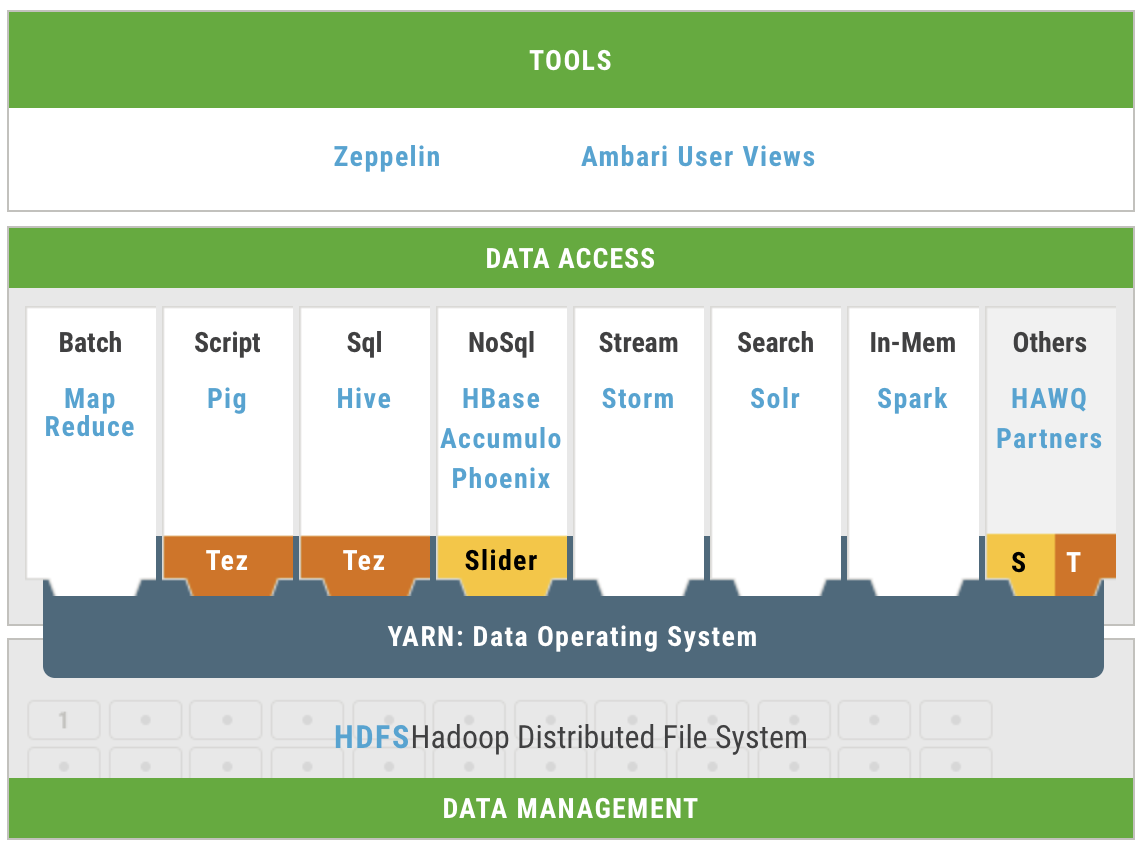 TOOLS
Zeppelin
Ambari User Views
DATA ACCESS
Batch
Map
Reduce
Script
Pig
Tez
Sql
Hive
Tez
NoSql
HBase
Accumulo
Phoenix
Slider
Stream
Storm
Search
Solr
In-Mem
Spark
Others
HAWQ
Partners
S
T
YARN: Data Operating System
1
HDFSHadoop Distributed File System
DATA MANAGEMENT